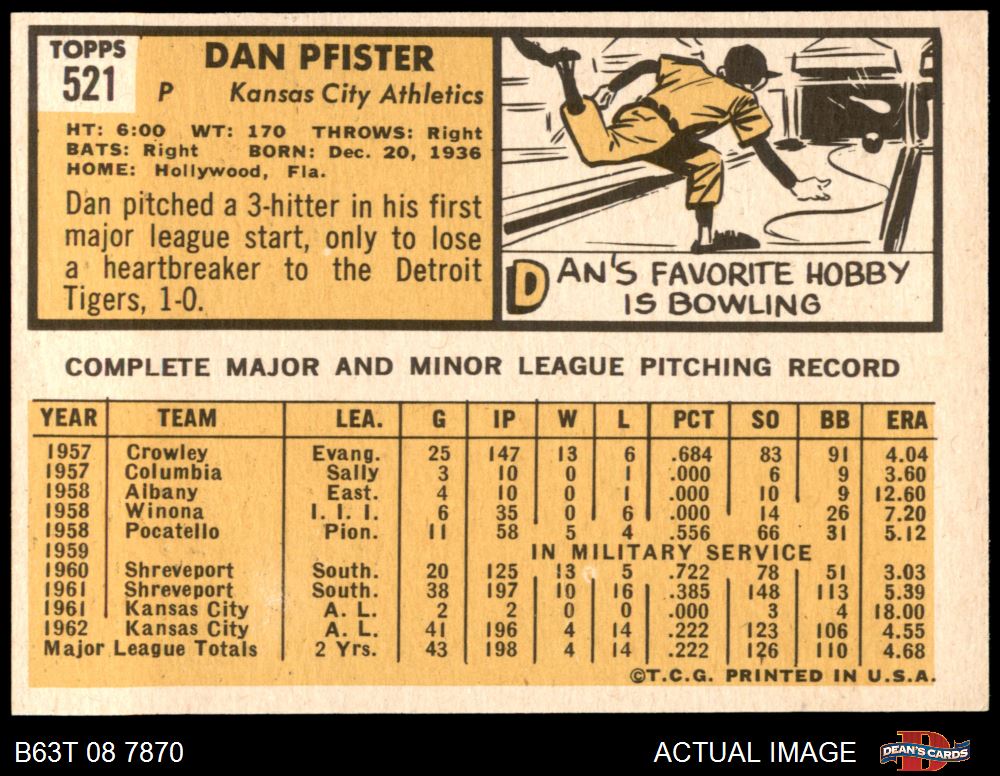 TOPPS
521
DAN PFISTER
P Kansas City Athletics
HT: 6:00 WT: 170 THROWS: Right
BATS: Right BORN: Dec. 20, 1936
HOME: Hollywood, Fla.
Dan pitched a 3-hitter in his first
major league start, only to lose
a heartbreaker to the Detroit
Tigers, 1-0.
DAN'S FAVORITE HOBBY
IS BOWLING
COMPLETE MAJOR AND MINOR LEAGUE PITCHING RECORD
YEAR TEAM LEA. G IP W L PCT SO BB ERA
1957 Crowley Evang. 25 147 13 6 .684 83 91 4.04
1957 Columbia Sally 3 10 0 1 .000 6 9 3.60
1958 Albany East. 4 10 0 1 .000 10 9 12.60
1958 Winona I. I. I. 6 35 0 6 .000 14 26 7.20
1958 Pocatello Pion. 11 58 5 4 .556 66 31 5.12
1959 IN MILITARY SERVICE
1960 Shreveport South. 20 125 13 5 .722 78 51 3.03
1961 Shreveport South. 38 197 10 16 .385 148 113 5.39
1961 Kansas City A. L. 2 2 0 0 .000 3 4 18.00
1962 Kansas City A. L. 41 196 4 14 .222 123 106 4.55
Major League Totals 2 Yrs. 43 198 4 14 .222 126 110 4.68
©T.C.G. PRINTED IN U.S.A.
B63T 08 7870 ACTUAL IMAGE DEAN'S CARDS